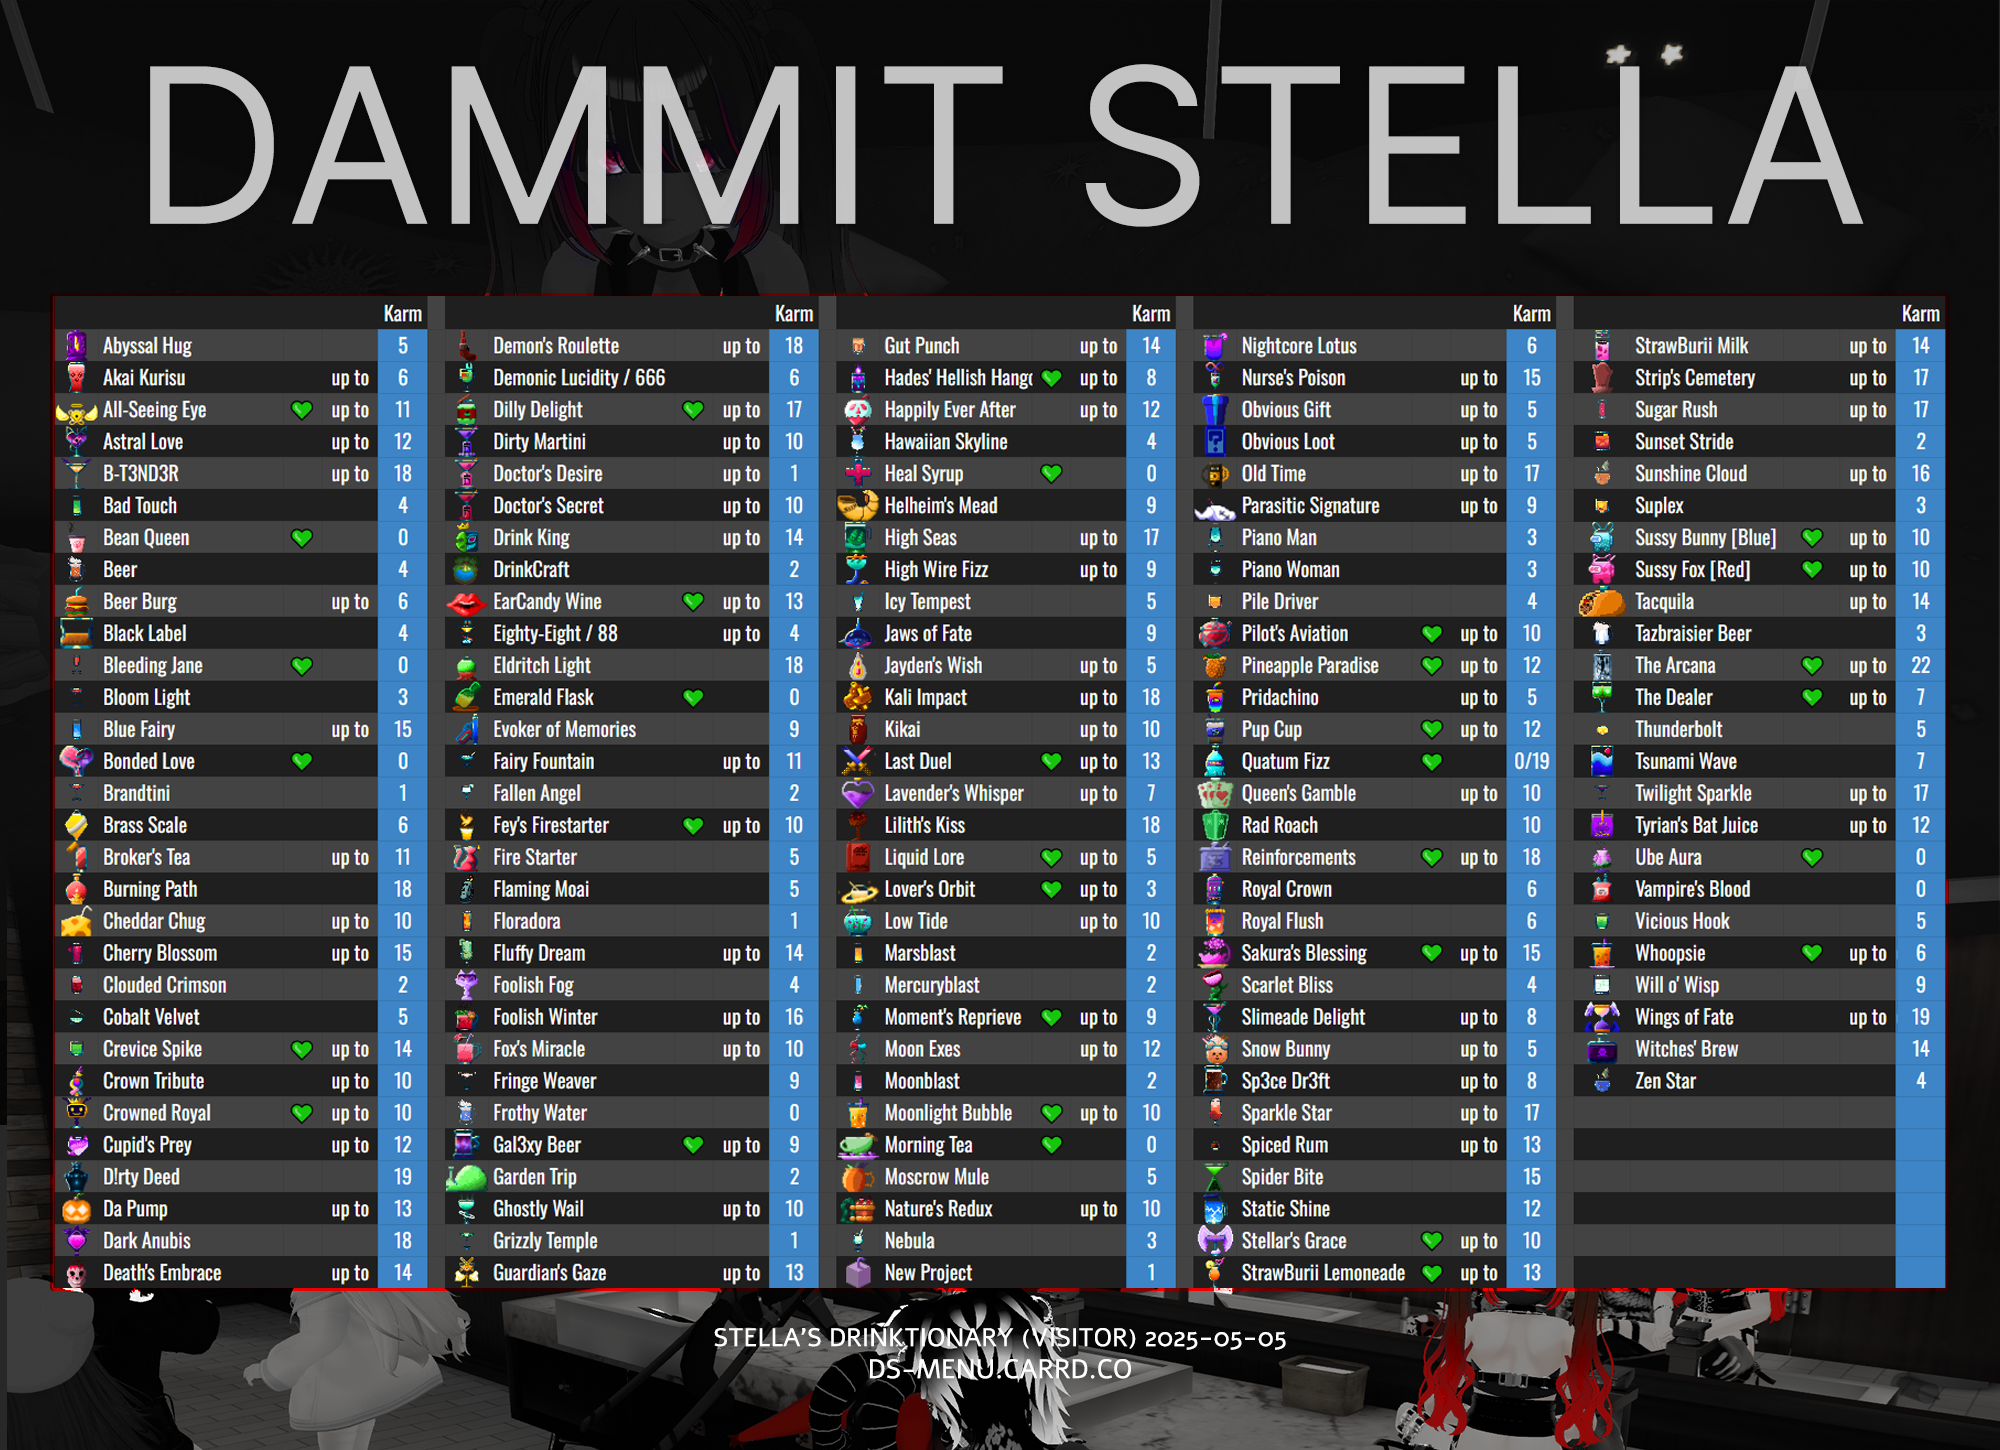 DAMMIT STELLA
Karm
Abyssal Hug 5
Akai Kurisu up to 6
All-Seeing Eye up to 11
Astral Love up to 12
B-T3ND3R up to 18
Bad Touch 4
Bean Queen 0
Beer 4
Beer Burg up to 6
Black Label 4
Bleeding Jane 0
Bloom Light 3
Blue Fairy up to 15
Bonded Love 0
Brandtini 1
Brass Scale 6
Broker's Tea up to 11
Burning Path 18
Cheddar Chug up to 10
Cherry Blossom up to 15
Clouded Crimson 2
Cobalt Velvet 5
Crevice Spike up to 14
Crown Tribute up to 10
Crowned Royal up to 10
Cupid's Prey up to 12
D!rty Deed 19
Da Pump up to 13
Dark Anubis 18
Death's Embrace up to 14
Karm
Demon's Roulette up to 18
Demonic Lucidity / 666 6
Dilly Delight up to 17
Dirty Martini up to 10
Doctor's Desire up to 1
Doctor's Secret up to 10
Drink King up to 14
DrinkCraft 2
EarCandy Wine up to 13
Eighty-Eight / 88 up to 4
Eldritch Light 18
Emerald Flask 0
Evoker of Memories 9
Fairy Fountain up to 11
Fallen Angel 2
Fey's Firestarter up to 10
Fire Starter 5
Flaming Moai 5
Floradora 1
Fluffy Dream up to 14
Foolish Fog 4
Foolish Winter up to 16
Fox's Miracle up to 10
Fringe Weaver 9
Frothy Water 0
Gal3xy Beer up to 9
Garden Trip 2
Ghostly Wail up to 10
Grizzly Temple 1
Guardian's Gaze up to 13
Karm
Gut Punch up to 14
Hades' Hellish Hang up to 8
Happily Ever After up to 12
Hawaiian Skyline 4
Heal Syrup 0
Helheim's Mead 9
High Seas up to 17
High Wire Fizz up to 9
Icy Tempest 5
Jaws of Fate 9
Jayden's Wish up to 5
Kali Impact up to 18
Kikai up to 10
Last Duel up to 13
Lavender's Whisper up to 7
Lilith's Kiss 18
Liquid Lore up to 5
Lover's Orbit up to 3
Low Tide up to 10
Marsblast 2
Mercuryblast 2
Moment's Reprieve up to 9
Moon Exes up to 12
Moonblast 2
Moonlight Bubble up to 10
Morning Tea 0
Moscrow Mule 5
Nature's Redux up to 10
Nebula 3
New Project 1
Karm
Nightcore Lotus 6
Nurse's Poison up to 15
Obvious Gift up to 5
Obvious Loot up to 5
Old Time up to 17
Parasitic Signature up to 9
Piano Man 3
Piano Woman 3
Pile Driver 4
Pilot's Aviation up to 10
Pineapple Paradise up to 12
Pridachino up to 5
Pup Cup up to 12
Quatum Fizz 0/19
Queen's Gamble up to 10
Rad Roach 10
Reinforcements up to 18
Royal Crown 6
Royal Flush 6
Sakura's Blessing up to 15
Scarlet Bliss 4
Slimeade Delight up to 8
Snow Bunny up to 5
Sp3ce Dr3ft up to 8
Sparkle Star up to 17
Spiced Rum up to 13
Spider Bite 15
Static Shine 12
Stellar's Grace up to 10
StrawBurii Lemoneade up to 13
Karm
StrawBurii Milk up to 14
Strip's Cemetery up to 17
Sugar Rush up to 17
Sunset Stride 2
Sunshine Cloud up to 16
Suplex 3
Sussy Bunny [Blue] up to 10
Sussy Fox [Red] up to 10
Tacquila up to 14
Tazbraisier Beer 3
The Arcana up to 22
The Dealer up to 7
Thunderbolt 5
Tsunami Wave 7
Twilight Sparkle up to 17
Tyrian's Bat Juice up to 12
Ube Aura 0
Vampire's Blood 0
Vicious Hook 5
Whoopsie up to 6
Will o' Wisp 9
Wings of Fate up to 19
Witches' Brew 14
Zen Star 4
STELLA'S DRINKTIONARY (VISITOR) 2025-05-05
DS-MENU.CARRD.CO